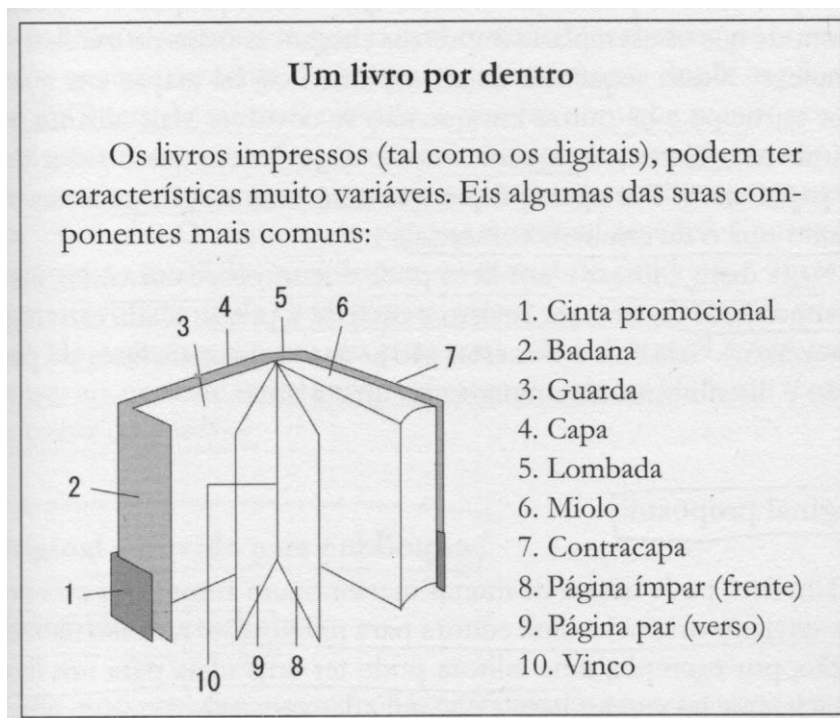 Um livro por dentro
Os livros impressos (tal como os digitais), podem ter
características muito variáveis. Eis algumas das suas com-
ponentes mais comuns:
1. Cinta promocional
2. Badana
3. Guarda
4. Capa
5. Lombada
6. Miolo
7. Contracapa
8. Página ímpar (frente)
9. Página par (verso)
10. Vinco
5
4
6
3
7
2
1
9 8
10